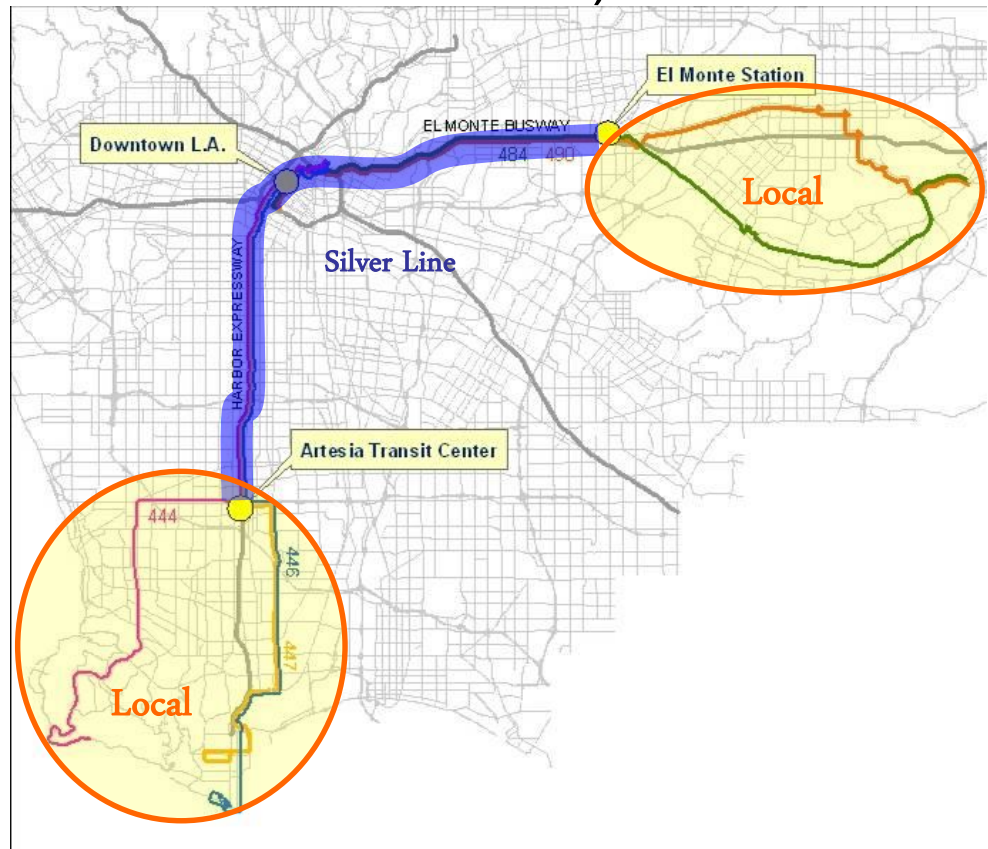 El Monte Station
EL MONTE BUSWAY
Downtown L.A.
484 490
Local
Silver Line
HARBOR EXPRESSWAY
Artesia Transit Center
444
446
447
Local